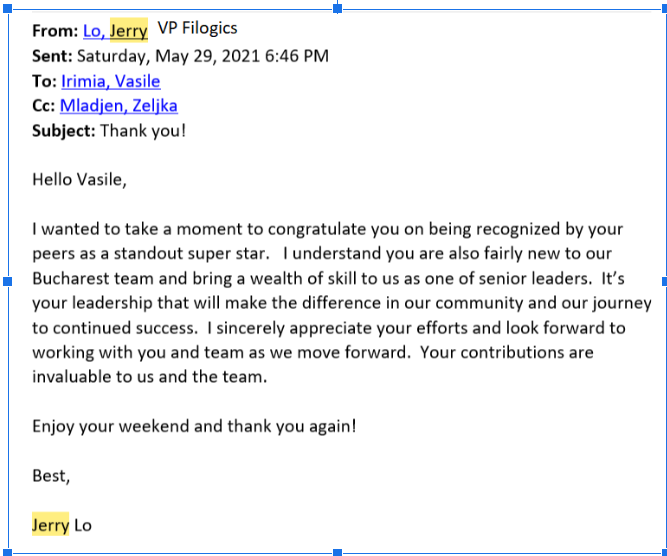 From: Lo, Jerry VP Filogics
Sent: Saturday, May 29, 2021 6:46 PM
To: Irimia, Vasile
Cc: Mladjen, Zeljka
Subject: Thank you!
Hello Vasile,
I wanted to take a moment to congratulate you on being recognized by your
peers as a standout super star.   I understand you are also fairly new to our
Bucharest team and bring a wealth of skill to us as one of senior leaders.  It’s
your leadership that will make the difference in our community and our journey
to continued success.  I sincerely appreciate your efforts and look forward to
working with you and team as we move forward.  Your contributions are
invaluable to us and the team.
Enjoy your weekend and thank you again!
Best,
Jerry Lo